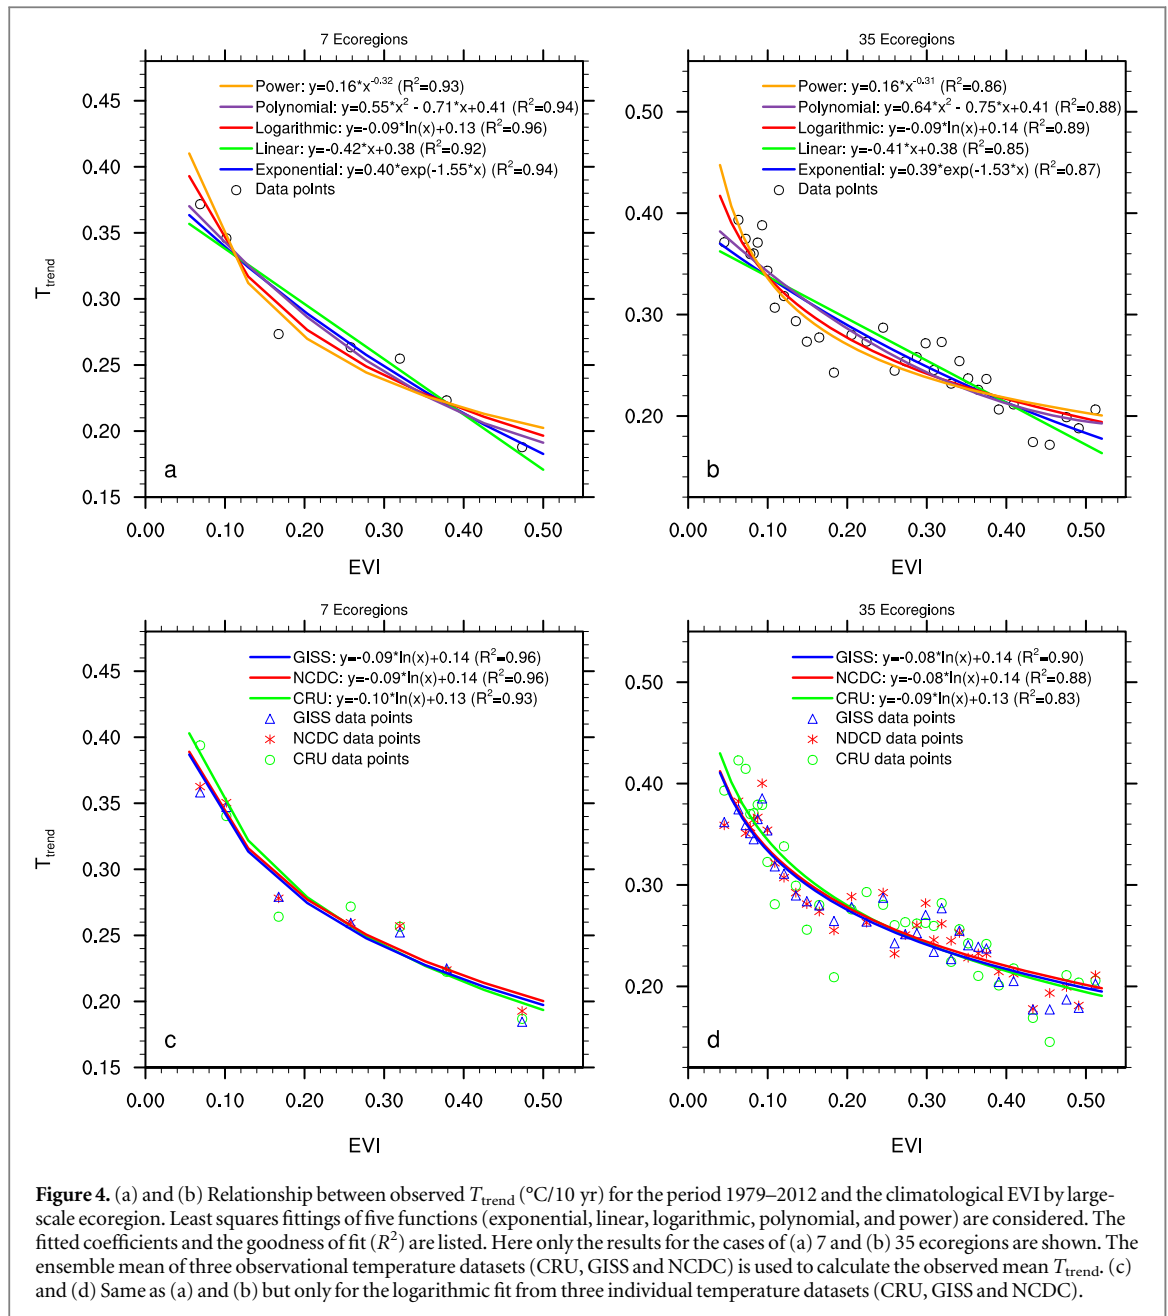 7 Ecoregions
Power: y=0.16*x^-0.32 (R^2=0.93)
Polynomial: y=0.55*x^2 - 0.71*x+0.41 (R^2=0.94)
Logarithmic: y=-0.09*ln(x)+0.13 (R^2=0.96)
Linear: y=-0.42*x+0.38 (R^2=0.92)
Exponential: y=0.40*exp(-1.55*x) (R^2=0.94)
Data points
0.45
0.40
0.35
0.30
0.25
0.20
0.15
T_trend
a
0.00 0.10 0.20 0.30 0.40 0.50
EVI
35 Ecoregions
Power: y=0.16*x^-0.31 (R^2=0.86)
Polynomial: y=0.64*x^2 - 0.75*x+0.41 (R^2=0.88)
Logarithmic: y=-0.09*ln(x)+0.14 (R^2=0.89)
Linear: y=-0.41*x+0.38 (R^2=0.85)
Exponential: y=0.39*exp(-1.53*x) (R^2=0.87)
Data points
0.50
0.40
0.30
0.20
b
0.00 0.10 0.20 0.30 0.40 0.50
EVI
7 Ecoregions
GISS: y=-0.09*ln(x)+0.14 (R^2=0.96)
NCDC: y=-0.09*ln(x)+0.14 (R^2=0.96)
CRU: y=-0.10*ln(x)+0.13 (R^2=0.93)
GISS data points
NCDC data points
CRU data points
0.45
0.40
0.35
0.30
0.25
0.20
0.15
T_trend
c
0.00 0.10 0.20 0.30 0.40 0.50
EVI
35 Ecoregions
GISS: y=-0.08*ln(x)+0.14 (R^2=0.90)
NCDC: y=-0.08*ln(x)+0.14 (R^2=0.88)
CRU: y=-0.09*ln(x)+0.13 (R^2=0.83)
GISS data points
NDCD data points
CRU data points
0.50
0.40
0.30
0.20
d
0.00 0.10 0.20 0.30 0.40 0.50
EVI
Figure 4. (a) and (b) Relationship between observed T_trend (°C/10 yr) for the period 1979–2012 and the climatological EVI by large-
scale ecoregion. Least squares fittings of five functions (exponential, linear, logarithmic, polynomial, and power) are considered. The
fitted coefficients and the goodness of fit (R^2) are listed. Here only the results for the cases of (a) 7 and (b) 35 ecoregions are shown. The
ensemble mean of three observational temperature datasets (CRU, GISS and NCDC) is used to calculate the observed mean T_trend. (c)
and (d) Same as (a) and (b) but only for the logarithmic fit from three individual temperature datasets (CRU, GISS and NCDC).